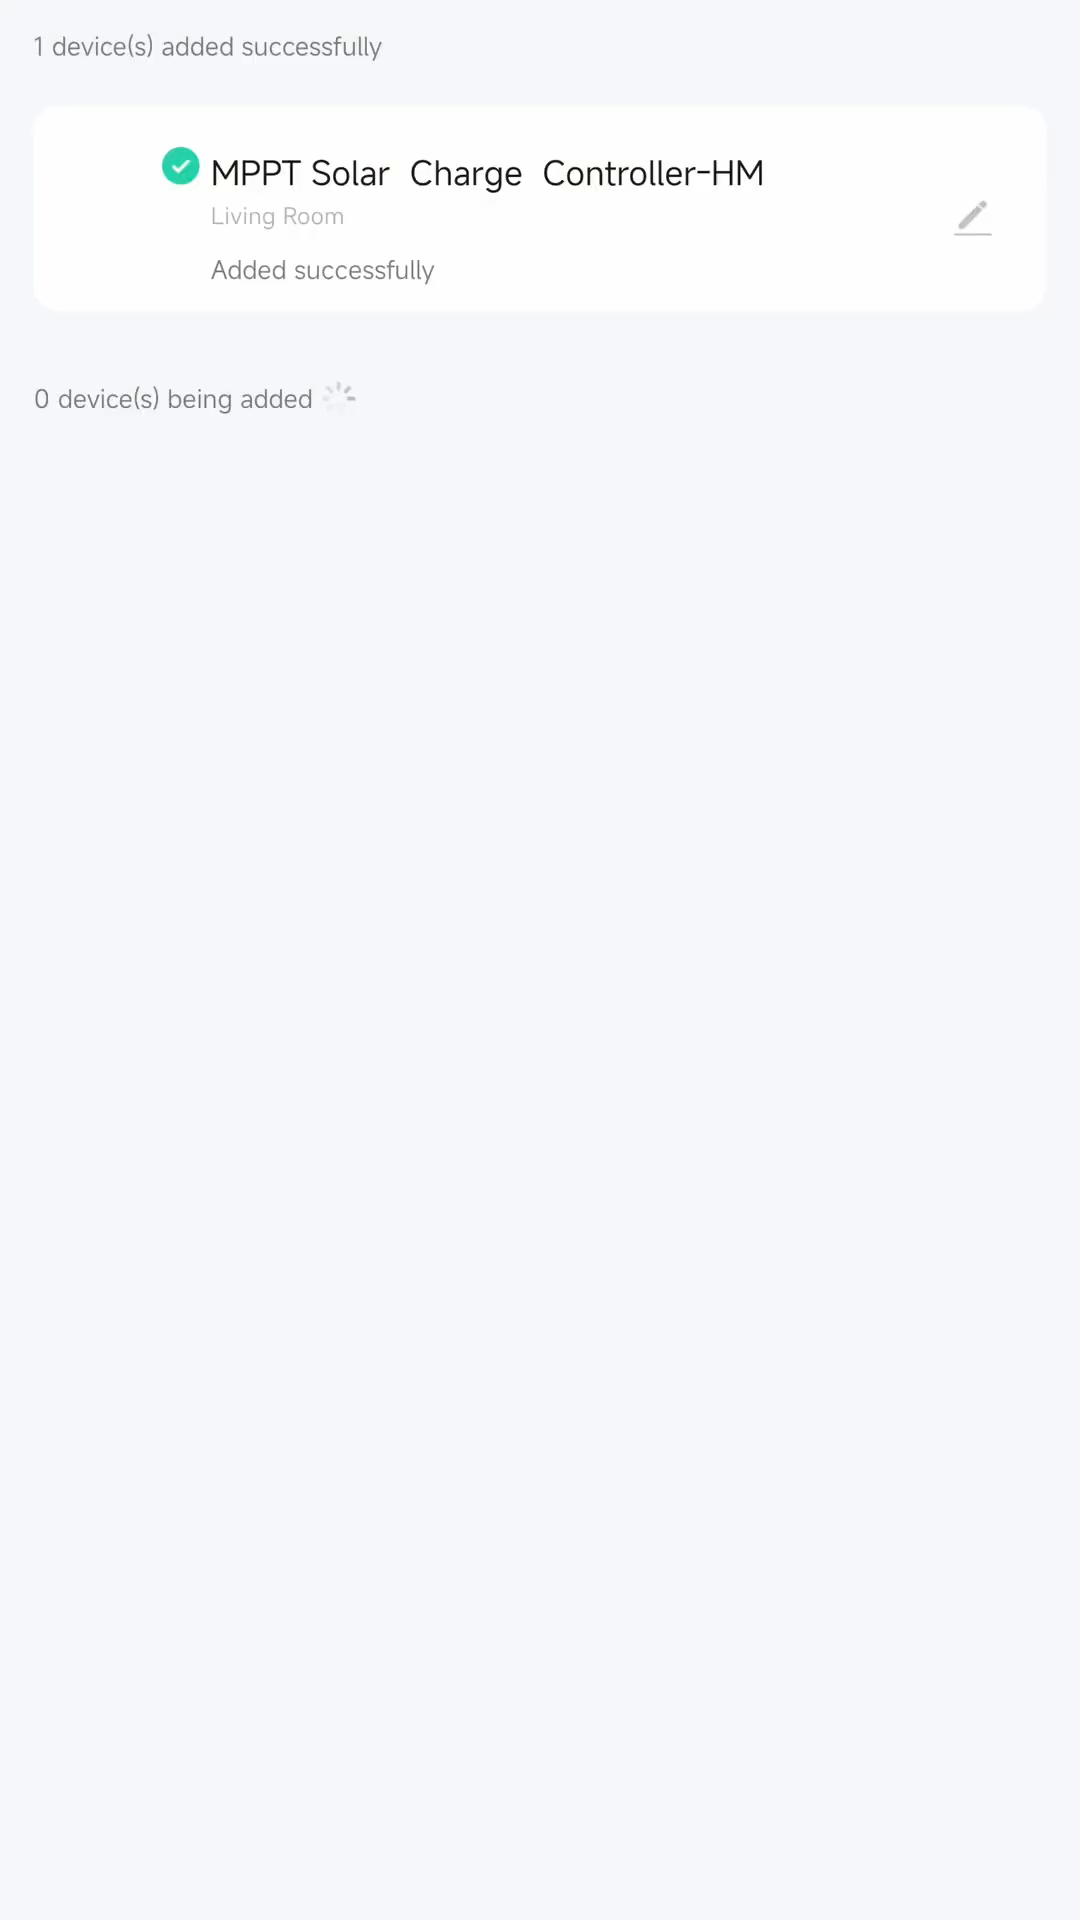 1 device(s) added successfully
MPPT Solar  Charge  Controller-HM
Living Room
Added successfully
0 device(s) being added